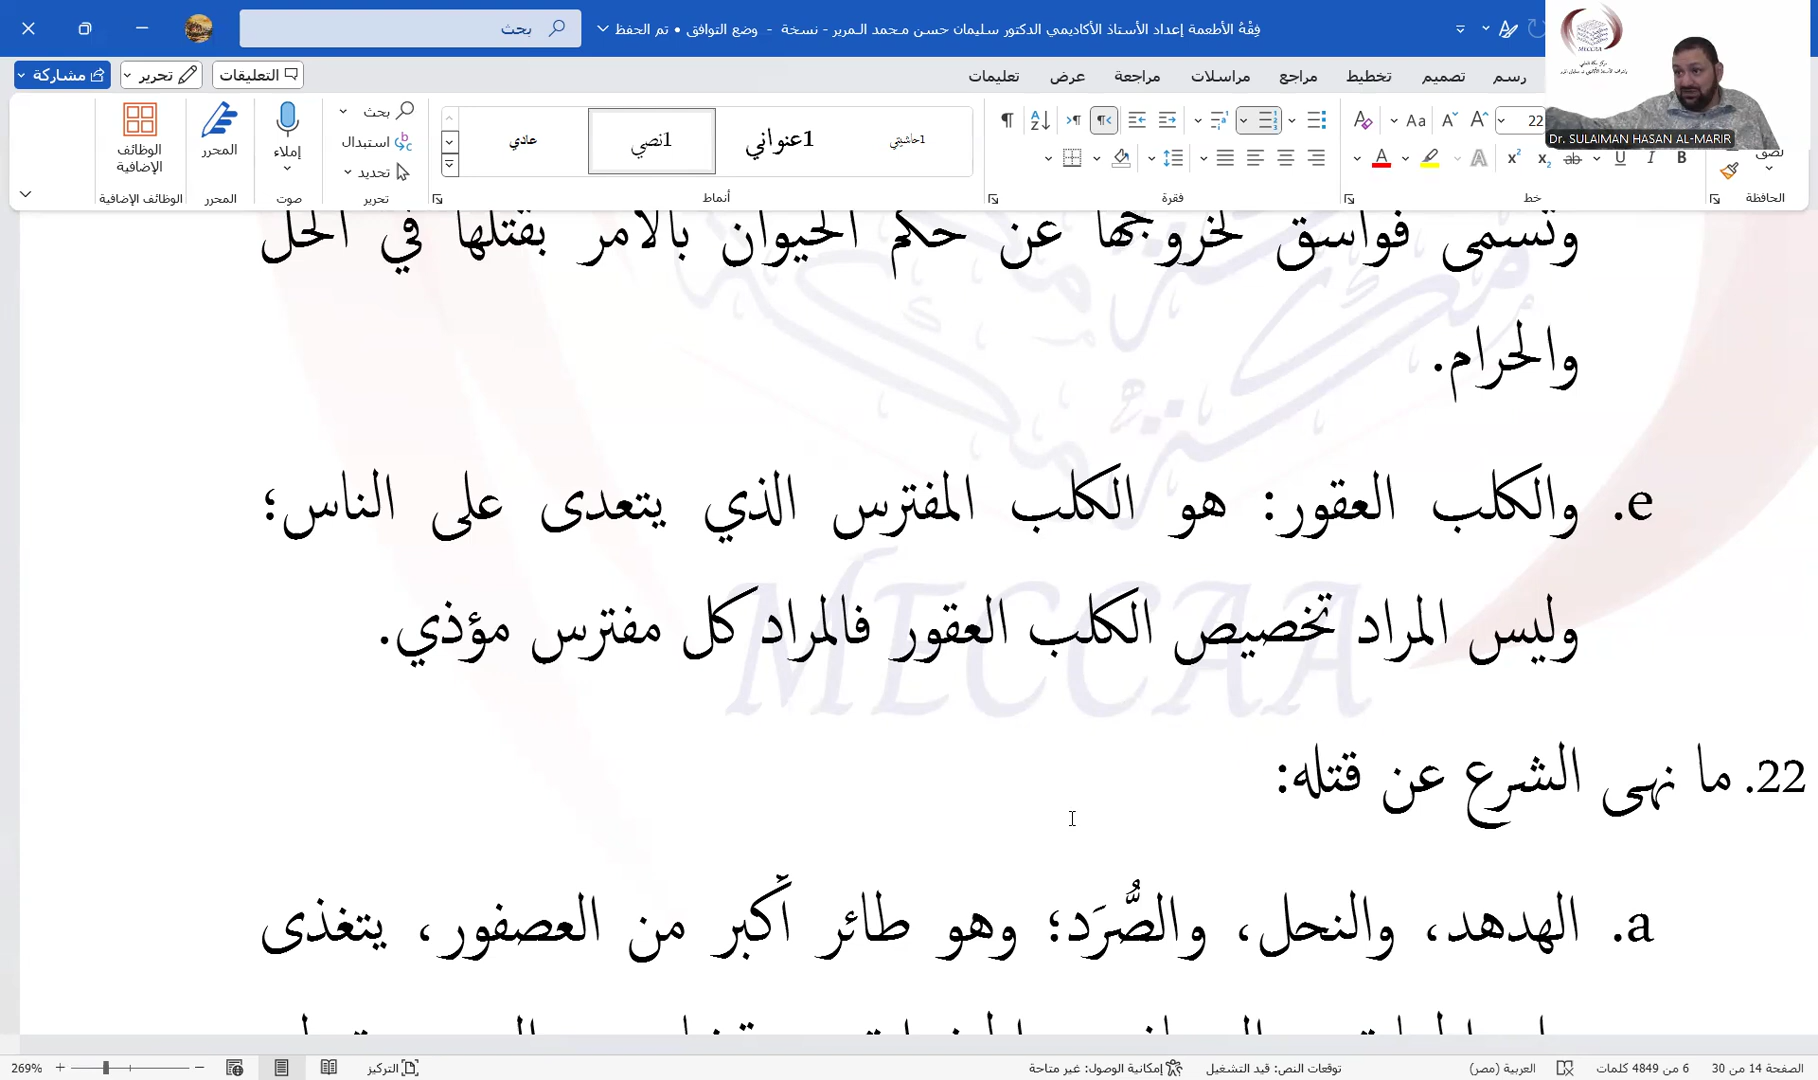 فِقْهُ الأطعمة إعداد الأستاذ الأكاديمي الدكتور سليمان حسن محمد المرير - نسخة - وضع التوافق • تم الحفظ
بحث
رسم
تصميم
تخطيط
مراجع
مراسلات
مراجعة
عرض
تعليمات
التعليقات
تحرير
مشاركة
MECCAA
Dr. SULAIMAN HASAN AL-MARIR
22
Aa
1حاشيتي
1عنواني
1نصي
عادي
بحث
استبدال
تحديد
إملاء
المحرر
الوظائف
الإضافية
الحافظة
خط
فقرة
أنماط
تحرير
صوت
المحرر
الوظائف الإضافية
وتسمى فواسق لخروجها عن حكم الحيوان بالأمر بقتلها في الحل
والحرام.
e. والكلب العقور: هو الكلب المفترس الذي يتعدى على الناس؛
وليس المراد تخصيص الكلب العقور فالمراد كل مفترس مؤذي.
MECCAA
22. ما نهى الشرع عن قتله:
a. الهدهد، والنحل، والصُّرَد؛ وهو طائر أكبر من العصفور، يتغذى
الصفحة 14 من 30
6 من 4849 كلمات
العربية (مصر)
توقعات النص: قيد التشغيل
إمكانية الوصول: غير متاحة
التركيز
269%